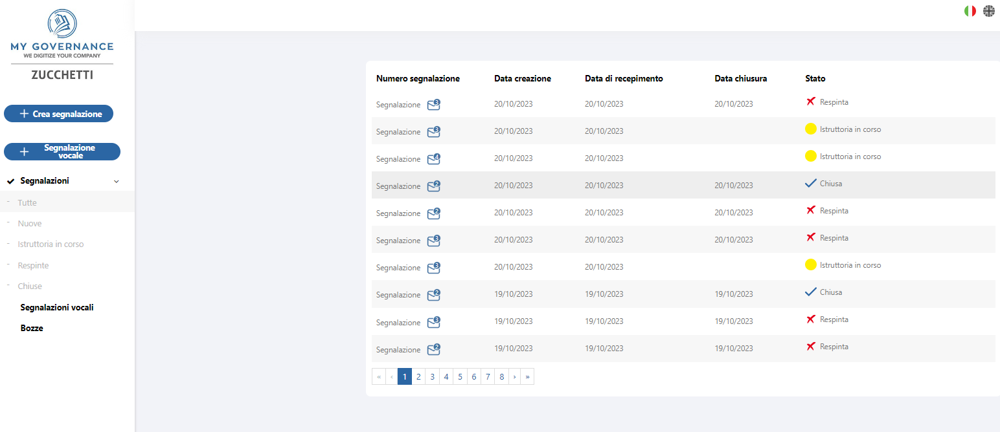 MY GOVERNANCE
WE DIGITIZE YOUR COMPANY
ZUCCHETTI
Crea segnalazione
Segnalazione
vocale
Segnalazioni
Tutte
Nuove
Istruttoria in corso
Respinte
Chiuse
Segnalazioni vocali
Bozze
Numero segnalazione Data creazione Data di recepimento Data chiusura Stato
Segnalazione 3 20/10/2023 20/10/2023 20/10/2023 Respinta
Segnalazione 3 20/10/2023 20/10/2023 Istruttoria in corso
Segnalazione 4 20/10/2023 20/10/2023 Istruttoria in corso
Segnalazione 2 20/10/2023 20/10/2023 20/10/2023 Chiusa
Segnalazione 2 20/10/2023 20/10/2023 20/10/2023 Respinta
Segnalazione 3 20/10/2023 20/10/2023 20/10/2023 Respinta
Segnalazione 3 20/10/2023 20/10/2023 Istruttoria in corso
Segnalazione 2 19/10/2023 19/10/2023 19/10/2023 Chiusa
Segnalazione 3 19/10/2023 19/10/2023 19/10/2023 Respinta
Segnalazione 2 19/10/2023 19/10/2023 19/10/2023 Respinta
« ‹ 1 2 3 4 5 6 7 8 › »